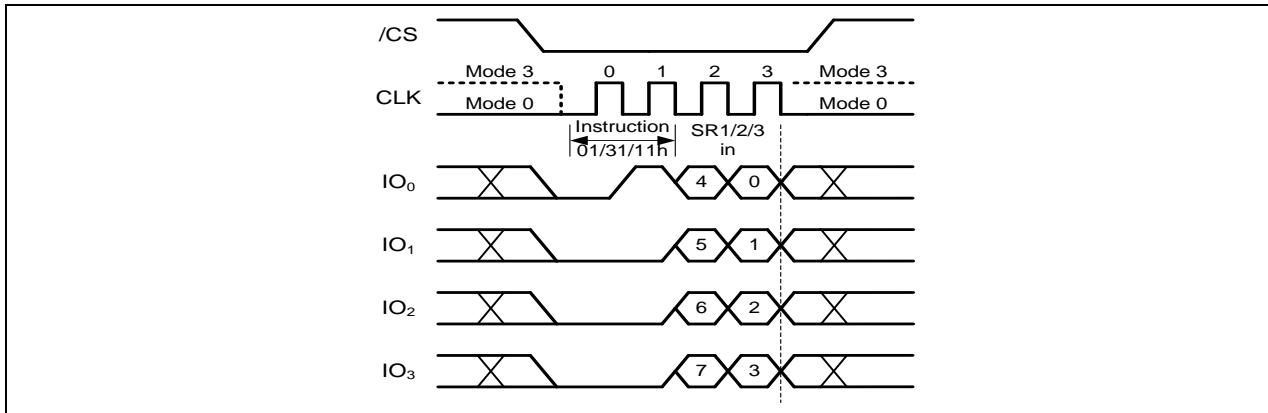 /CS
Mode 3 0 1 2 3 Mode 3
CLK Mode 0 Mode 0
Instruction SR1/2/3
01/31/11h in
IO₀ 4 0
IO₁ 5 1
IO₂ 6 2
IO₃ 7 3